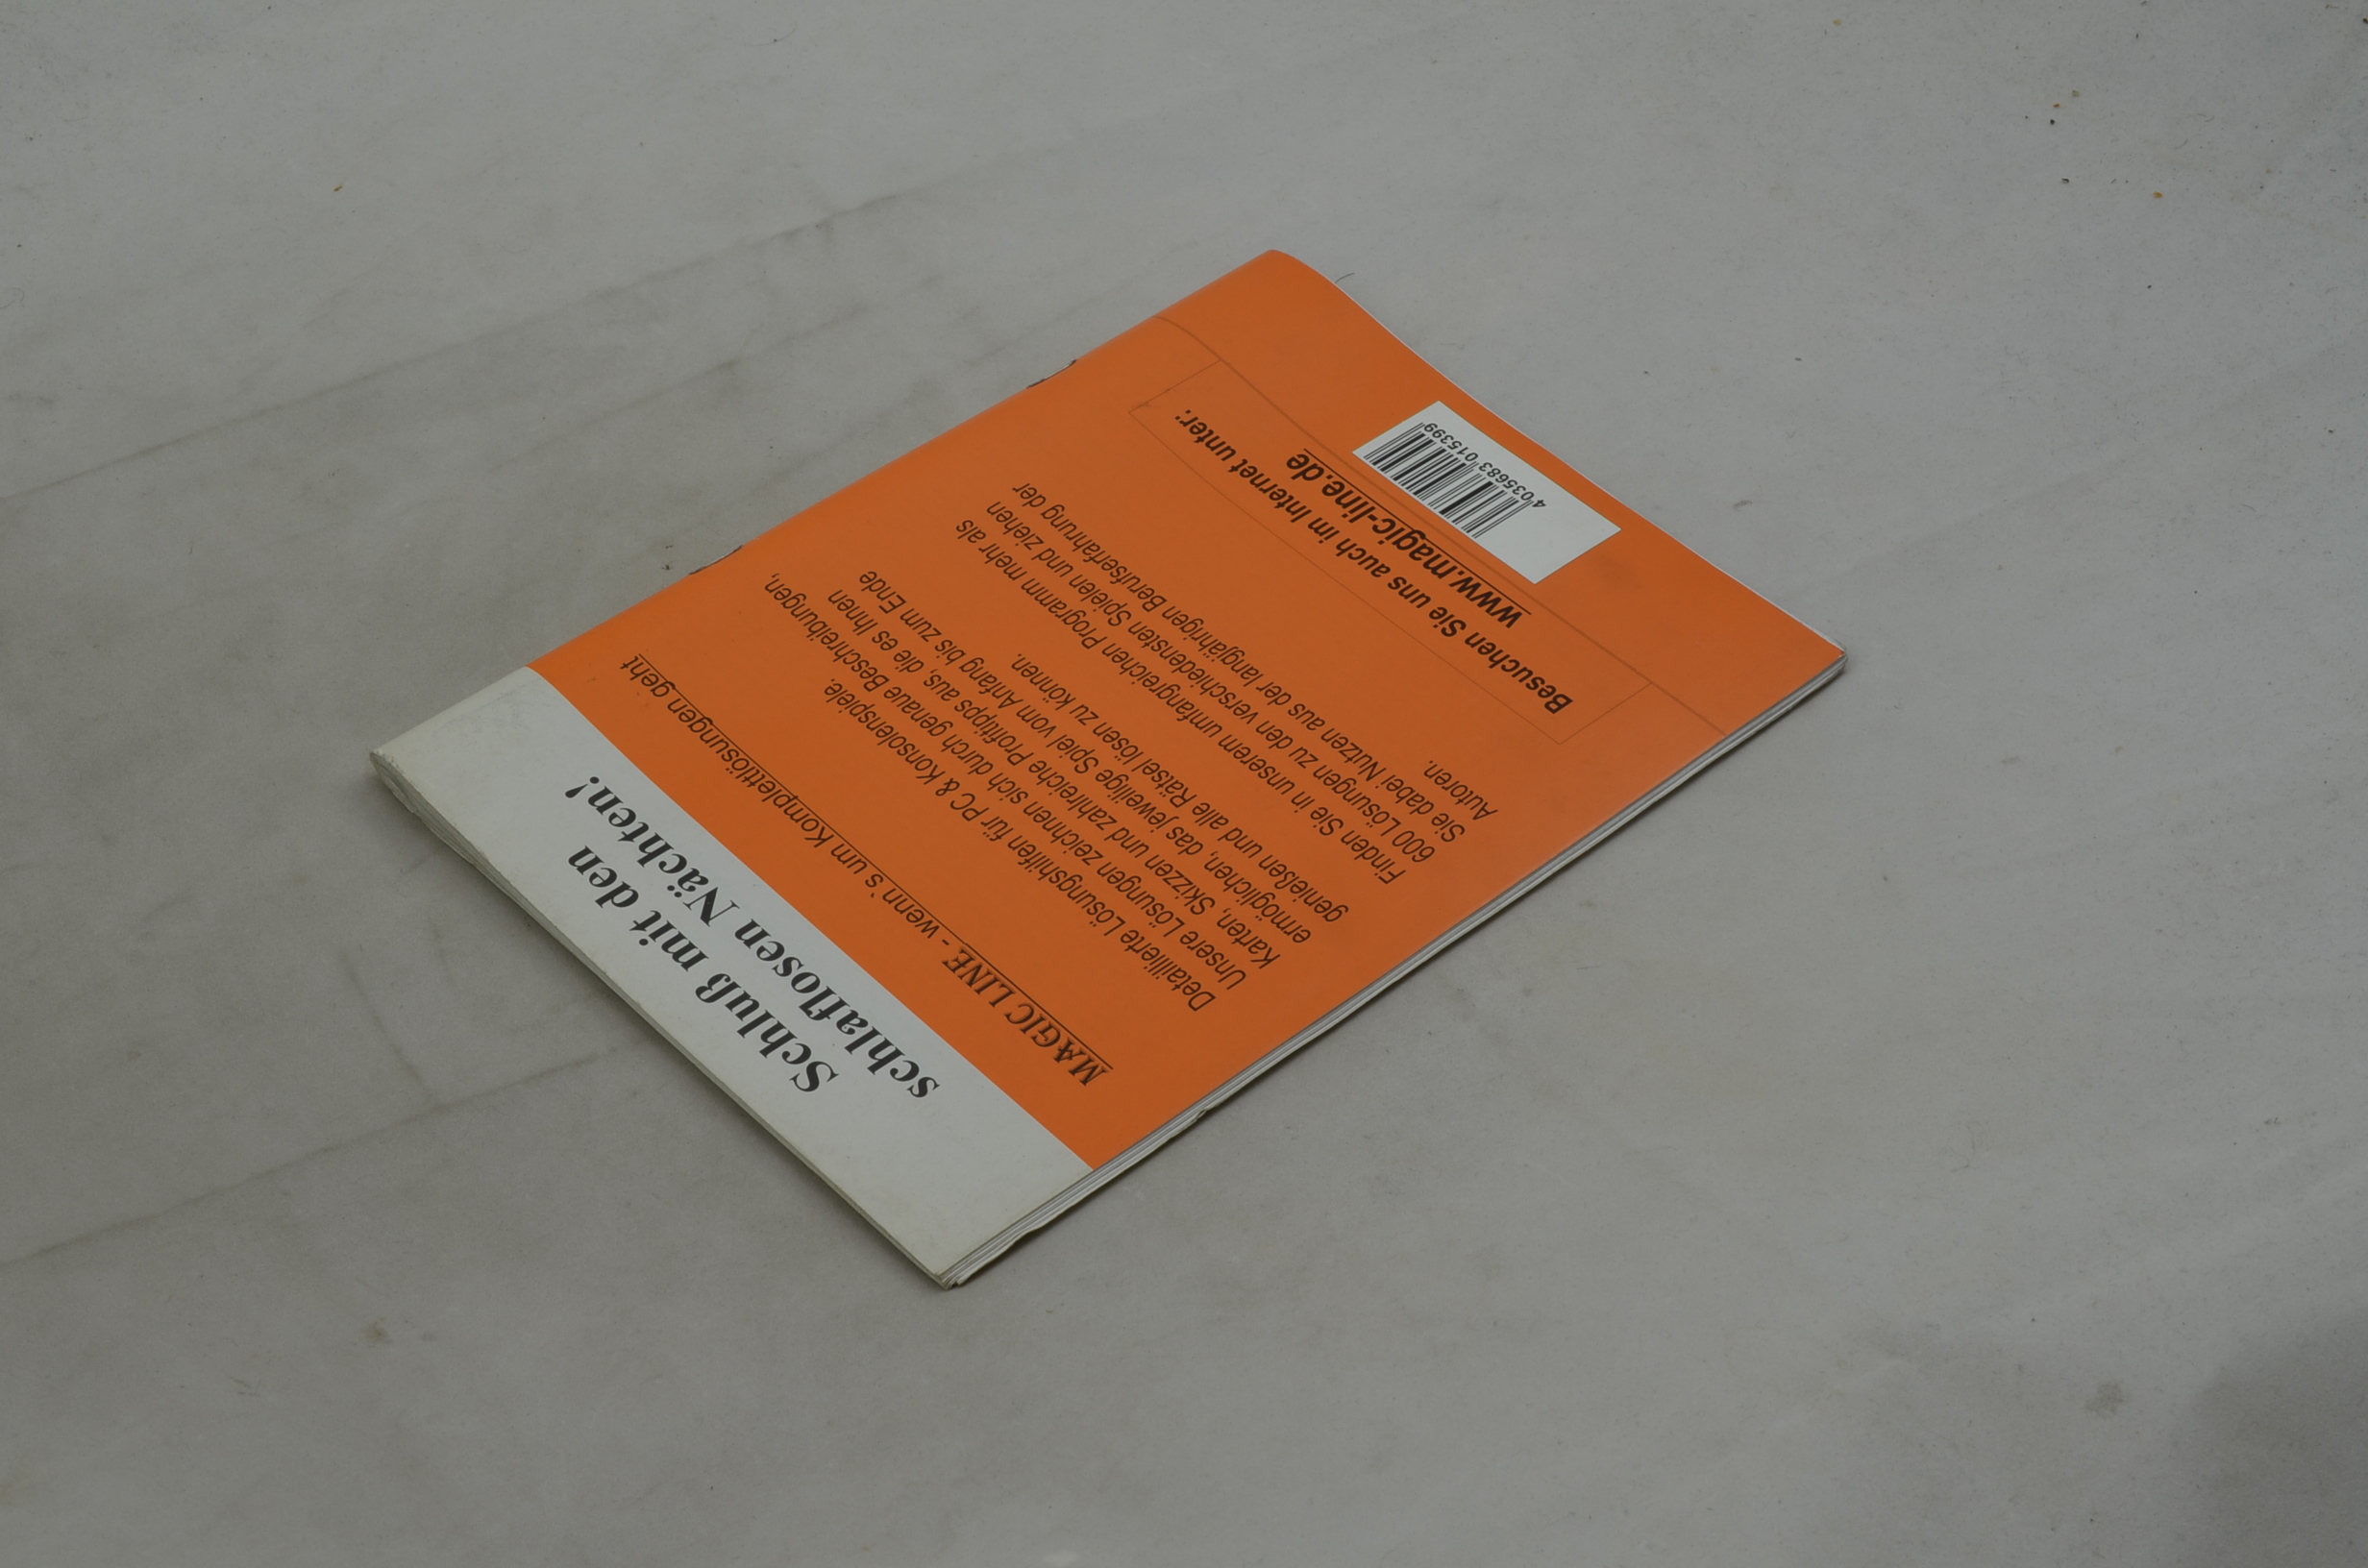 Schluß mit den
schlaflosen Nächten!
MAGIC LINE - wenn`s um Komplettlösungen geht
Detaillierte Lösungshilfen für PC & Konsolenspiele.
Unsere Lösungen zeichnen sich durch genaue Beschreibungen,
Karten, Skizzen und zahlreiche Profitipps aus, die es Ihnen
ermöglichen, das jeweilige Spiel vom Anfang bis zum Ende
genießen und alle Rätsel lösen zu können.
Finden Sie in unserem umfangreichen Programm mehr als
600 Lösungen zu den verschiedensten Spielen und ziehen
Sie dabei Nutzen aus der langjährigen Berufserfahrung der
Autoren.
Besuchen Sie uns auch im Internet unter:
www.magic-line.de
4 035683 015399